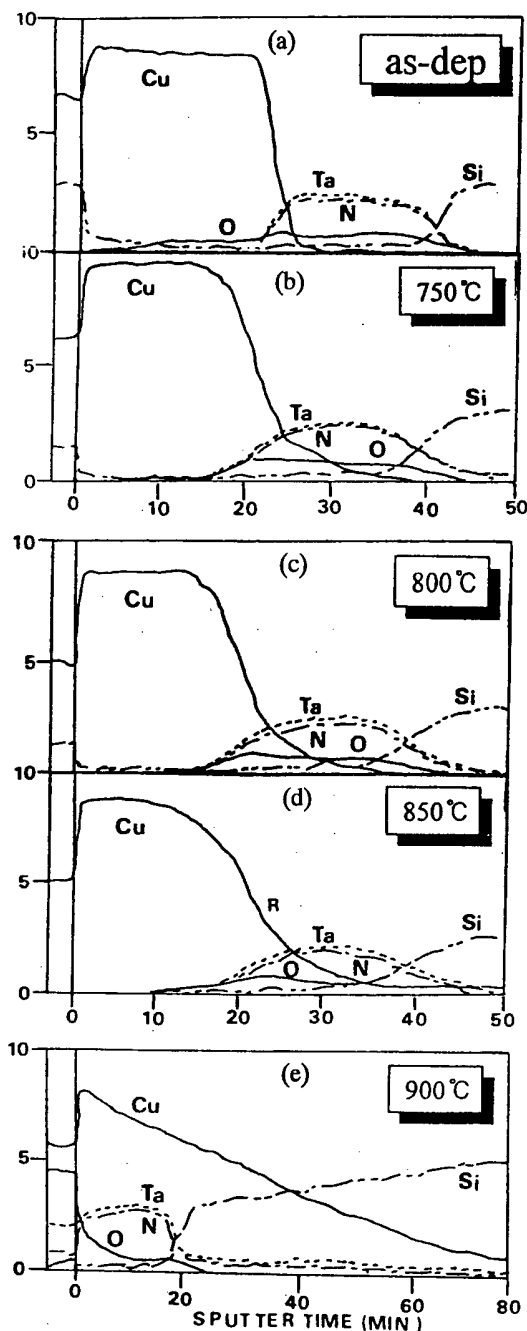 10
(a)
as-dep
Cu
5
Ta
Si
N
O
10
(b)
750℃
Cu
5
Ta
Si
N
O
0
0 10 20 30 40 50
10
(c)
800℃
Cu
5
Ta
Si
N
O
10
(d)
850℃
Cu
5
R
Ta
Si
O
N
0
0 10 20 30 40 50
10
(e)
900℃
Cu
5
Ta
Si
N
O
0
0 20 40 60 80
SPUTTER TIME (MIN.)